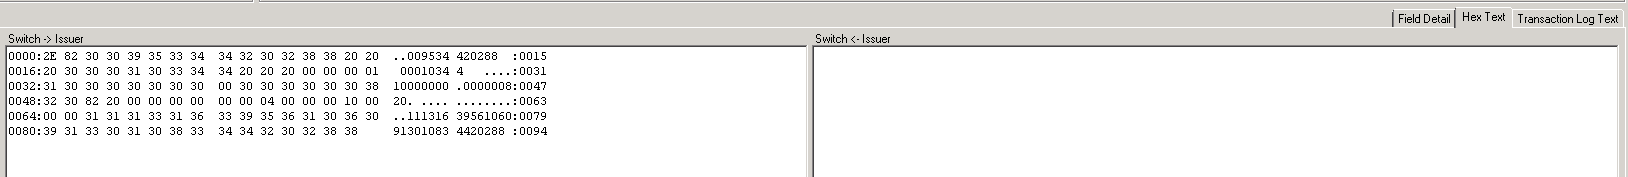 Field Detail Hex Text Transaction Log Text
Switch -> Issuer Switch <- Issuer
0000:2E 82 30 30 39 35 33 34  34 32 30 32 38 38 20 20  ..009534 420288  :0015
0016:20 30 30 30 31 30 33 34  34 20 20 20 00 00 00 01   0001034 4   ....:0031
0032:31 30 30 30 30 30 30 30  00 30 30 30 30 30 30 38  10000000 .0000008:0047
0048:32 30 82 20 00 00 00 00  00 00 04 00 00 00 10 00  20. .... ........:0063
0064:00 00 31 31 31 33 31 36  33 39 35 36 31 30 36 30  ..111316 39561060:0079
0080:39 31 33 30 31 30 38 33  34 34 32 30 32 38 38     91301083 4420288 :0094